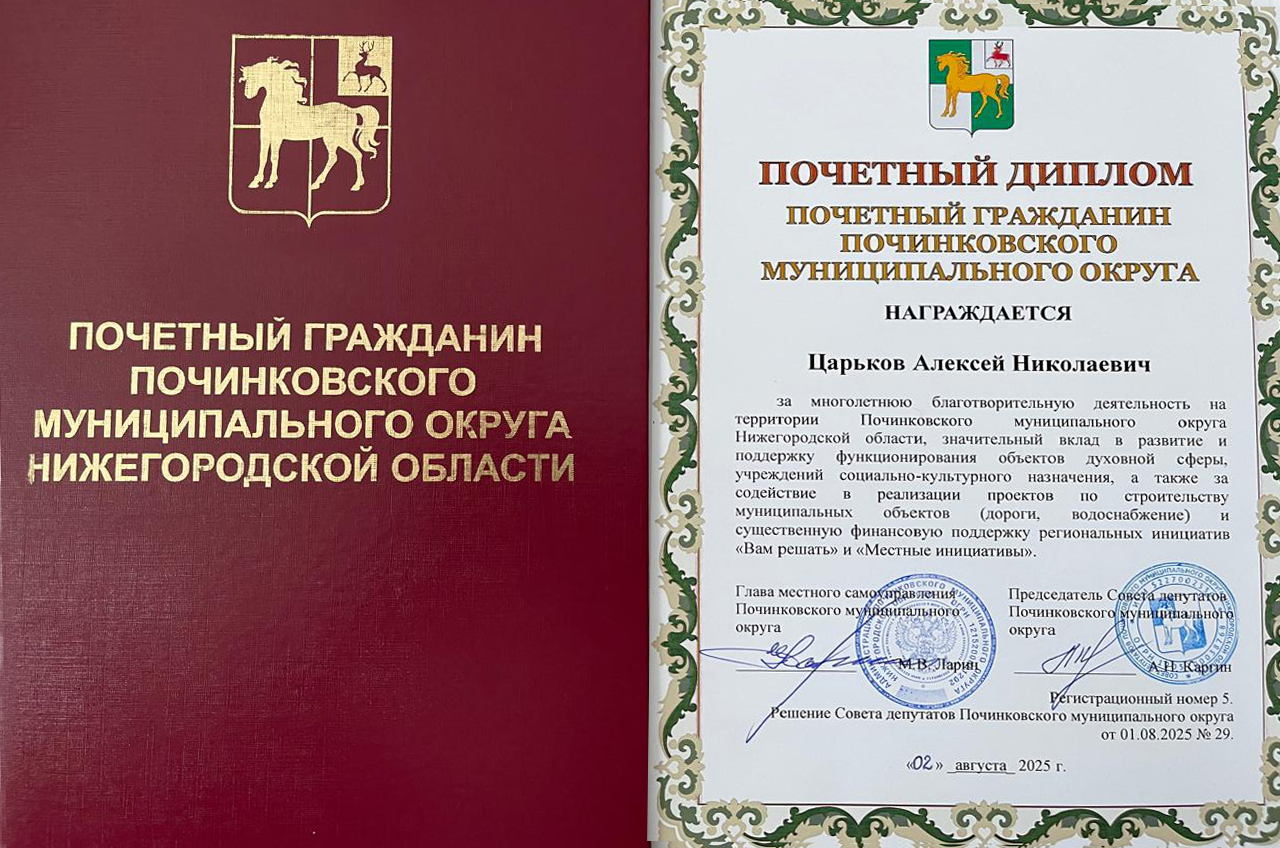 ПОЧЕТНЫЙ ГРАЖДАНИН
ПОЧИНКОВСКОГО
МУНИЦИПАЛЬНОГО ОКРУГА
НИЖЕГОРОДСКОЙ ОБЛАСТИ
ПОЧЕТНЫЙ ДИПЛОМ
ПОЧЕТНЫЙ ГРАЖДАНИН
ПОЧИНКОВСКОГО
МУНИЦИПАЛЬНОГО ОКРУГА
НАГРАЖДАЕТСЯ
Царьков Алексей Николаевич
за многолетнюю благотворительную деятельность на
территории Починковского муниципального округа
Нижегородской области, значительный вклад в развитие и
поддержку функционирования объектов духовной сферы,
учреждений социально-культурного назначения, а также за
содействие в реализации проектов по строительству
муниципальных объектов (дороги, водоснабжение) и
существенную финансовую поддержку региональных инициатив
«Вам решать» и «Местные инициативы».
Глава местного самоуправления
Починковского муниципального
округа
М.В. Ларин
Председатель Совета депутатов
Починковского муниципального
округа
А.Н. Каргин
Регистрационный номер 5.
Решение Совета депутатов Починковского муниципального округа
от 01.08.2025 № 29.
«02» августа 2025 г.